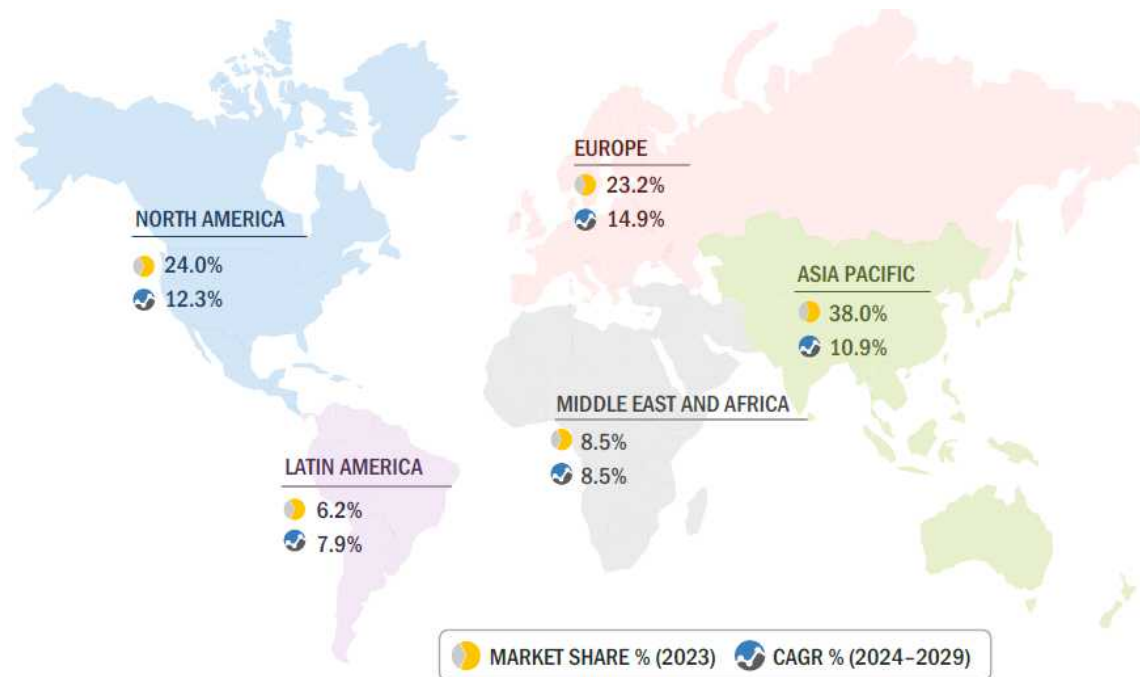 EUROPE
23.2%
14.9%
NORTH AMERICA
24.0%
12.3%
ASIA PACIFIC
38.0%
10.9%
MIDDLE EAST AND AFRICA
8.5%
8.5%
LATIN AMERICA
6.2%
7.9%
MARKET SHARE % (2023) CAGR % (2024–2029)